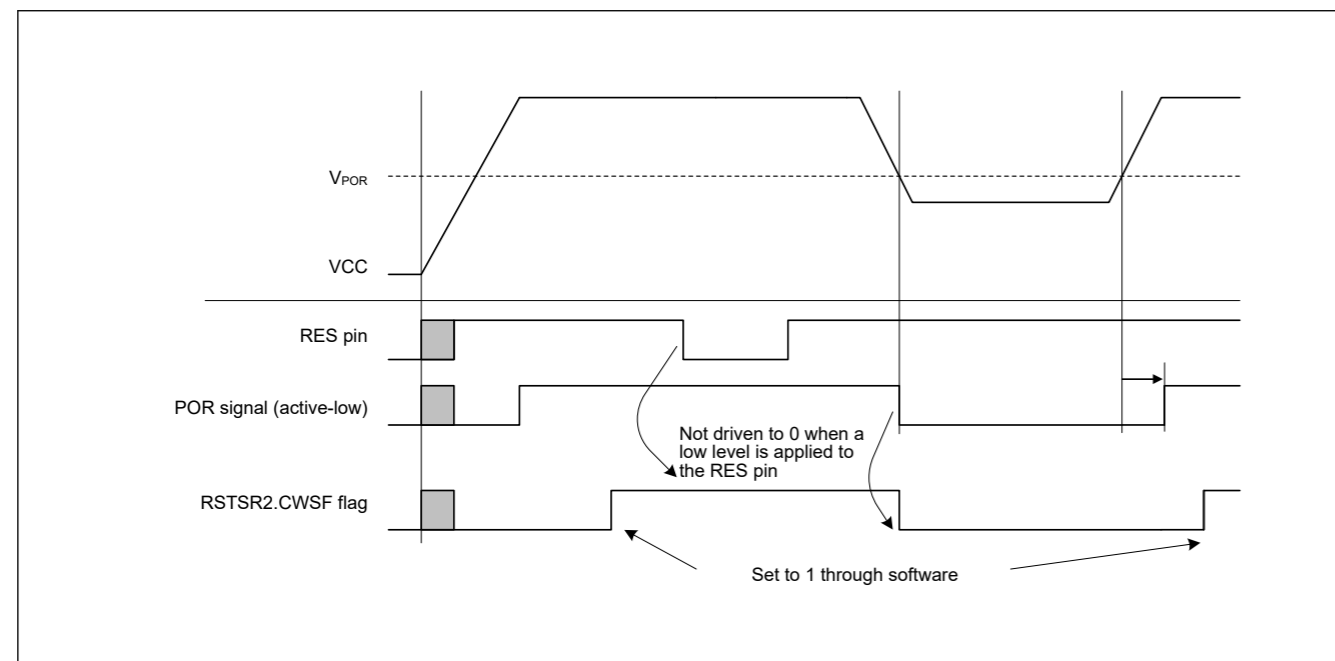 VPOR
VCC
RES pin
POR signal (active-low)
Not driven to 0 when a
low level is applied to
the RES pin
RSTSR2.CWSF flag
Set to 1 through software